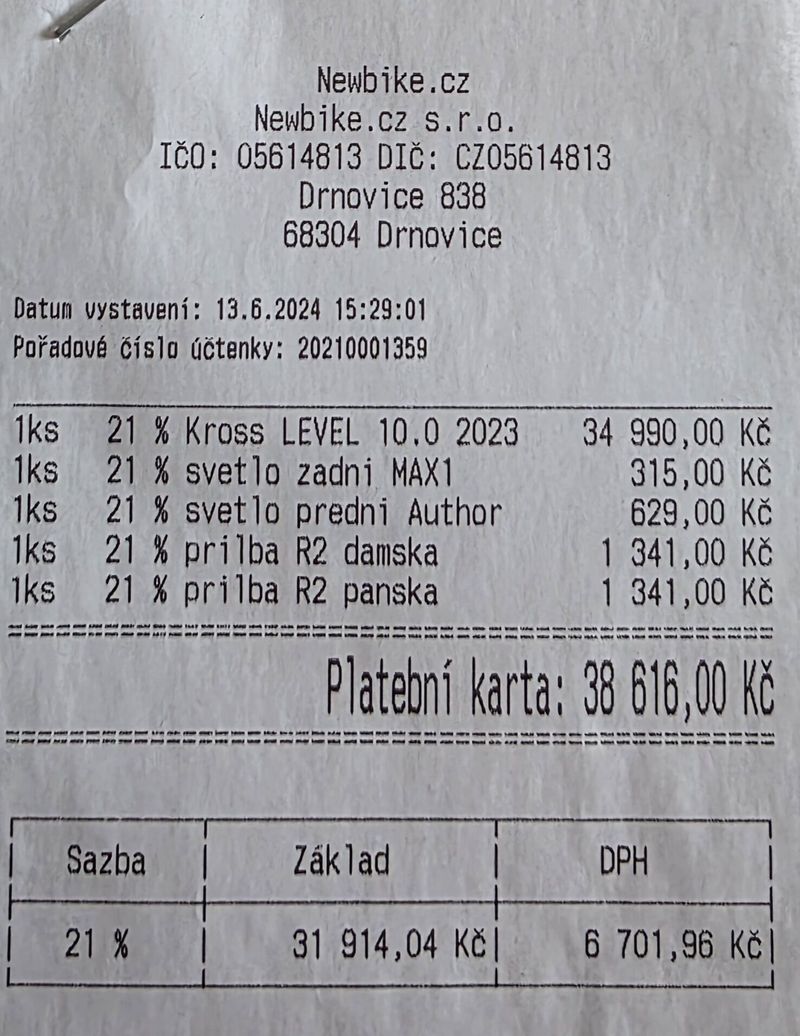 Newbike.cz
Newbike.cz s.r.o.
IČO: 05614813 DIČ: CZ05614813
Drnovice 838
68304 Drnovice
Datum vystavení: 13.6.2024 15:29:01
Pořadové číslo účtenky: 20210001359
1ks 21 % Kross LEVEL 10.0 2023 34 990,00 Kč
1ks 21 % svetlo zadni MAX1 315,00 Kč
1ks 21 % svetlo predni Author 629,00 Kč
1ks 21 % prilba R2 damska 1 341,00 Kč
1ks 21 % prilba R2 panska 1 341,00 Kč
Platební karta: 38 616,00 Kč
Sazba Základ DPH
21 % 31 914,04 Kč 6 701,96 Kč